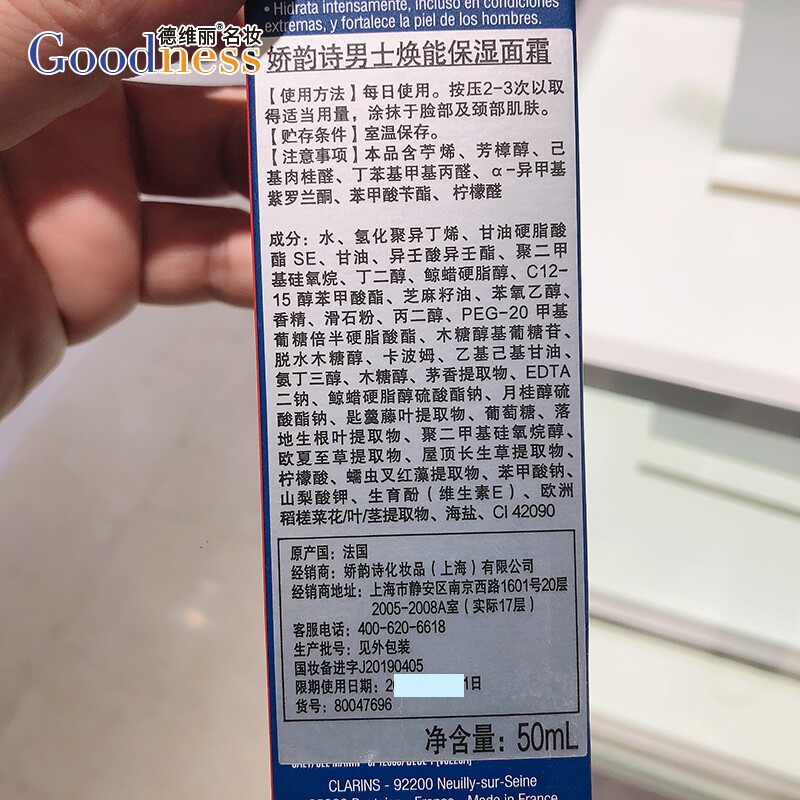 • Hidrata intensamente, incluso en condiciones
extremas, y fortalece la piel de los hombres.
德维丽®名妆
Goodness
娇韵诗男士焕能保湿面霜
【使用方法】每日使用。按压2-3次以取
得适当用量，涂抹于脸部及颈部肌肤。
【贮存条件】室温保存。
【注意事项】本品含苧烯、芳樟醇、己
基肉桂醛、丁苯基甲基丙醛、α-异甲基
紫罗兰酮、苯甲酸苄酯、柠檬醛
成分：水、氢化聚异丁烯、甘油硬脂酸
酯 SE、甘油、异壬酸异壬酯、聚二甲
基硅氧烷、丁二醇、鲸蜡硬脂醇、C12-
15 醇苯甲酸酯、芝麻籽油、苯氧乙醇、
香精、滑石粉、丙二醇、PEG-20 甲基
葡糖倍半硬脂酸酯、木糖醇基葡糖苷、
脱水木糖醇、卡波姆、乙基己基甘油、
氨丁三醇、木糖醇、茅香提取物、EDTA
二钠、鲸蜡硬脂醇硫酸酯钠、月桂醇硫
酸酯钠、匙羹藤叶提取物、葡萄糖、落
地生根叶提取物、聚二甲基硅氧烷醇、
欧夏至草提取物、屋顶长生草提取物、
柠檬酸、蠕虫叉红藻提取物、苯甲酸钠、
山梨酸钾、生育酚（维生素E）、欧洲
稻槎菜花/叶/茎提取物、海盐、CI 42090
原产国：法国
经销商：娇韵诗化妆品（上海）有限公司
经销商地址：上海市静安区南京西路1601号20层
2005-2008A室（实际17层）
客服电话：400-620-6618
生产批号：见外包装
国妆备进字J20190405
限期使用日期：2 1日
货号：80047696
净含量：50mL
CLARINS - 92200 Neuilly-sur-Seine